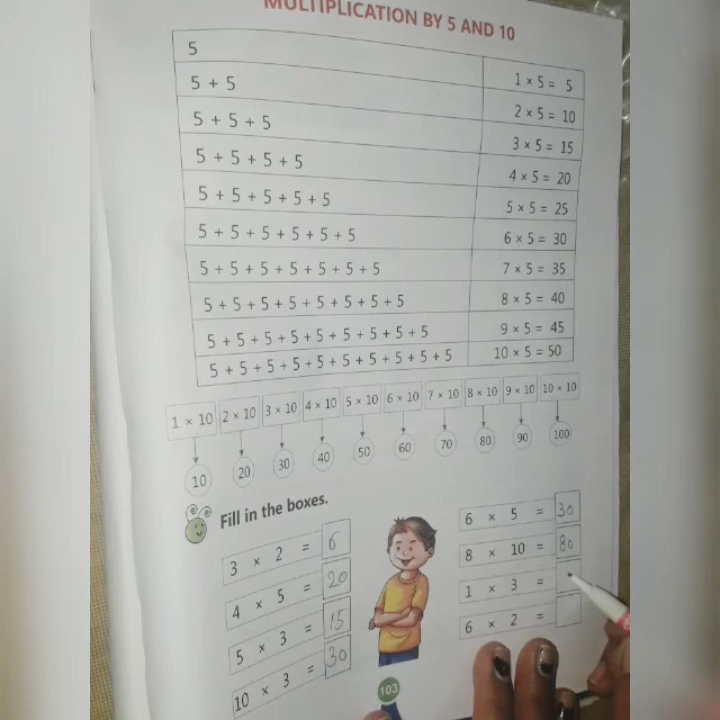 MULTIPLICATION BY 5 AND 10
5
1 × 5 = 5
5 + 5
2 × 5 = 10
5 + 5 + 5
3 × 5 = 15
5 + 5 + 5 + 5
4 × 5 = 20
5 + 5 + 5 + 5 + 5
5 × 5 = 25
5 + 5 + 5 + 5 + 5 + 5
6 × 5 = 30
5 + 5 + 5 + 5 + 5 + 5 + 5
7 × 5 = 35
5 + 5 + 5 + 5 + 5 + 5 + 5 + 5
8 × 5 = 40
5 + 5 + 5 + 5 + 5 + 5 + 5 + 5 + 5
9 × 5 = 45
5 + 5 + 5 + 5 + 5 + 5 + 5 + 5 + 5 + 5
10 × 5 = 50
1 × 10 2 × 10 3 × 10 4 × 10 5 × 10 6 × 10 7 × 10 8 × 10 9 × 10 10 × 10
10 20 30 40 50 60 70 80 90 100
Fill in the boxes.
3 × 2 = 6
4 × 5 = 20
5 × 3 = 15
10 × 3 = 30
6 × 5 = 30
8 × 10 = 80
1 × 3 =
6 × 2 =
103